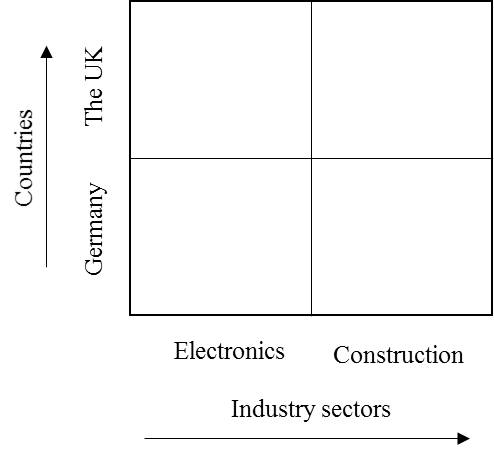 Countries
The UK
Germany
Electronics
Construction
Industry sectors